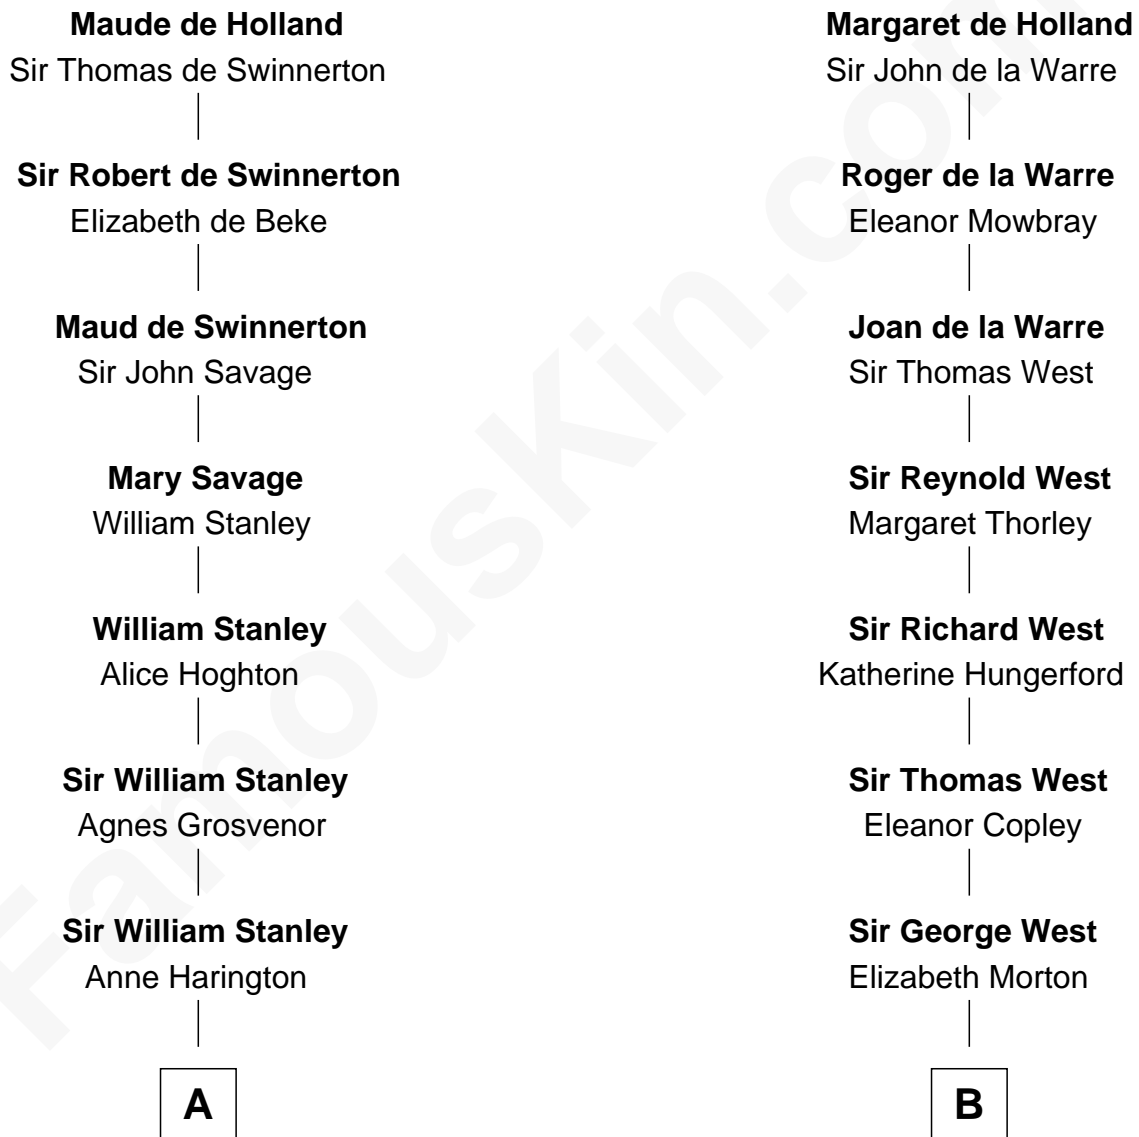 Maude de Holland
Sir Thomas de Swinnerton
Sir Robert de Swinnerton
Elizabeth de Beke
Maud de Swinnerton
Sir John Savage
Mary Savage
William Stanley
William Stanley
Alice Hoghton
Sir William Stanley
Agnes Grosvenor
Sir William Stanley
Anne Harington
A
Margaret de Holland
Sir John de la Warre
Roger de la Warre
Eleanor Mowbray
Joan de la Warre
Sir Thomas West
Sir Reynold West
Margaret Thorley
Sir Richard West
Katherine Hungerford
Sir Thomas West
Eleanor Copley
Sir George West
Elizabeth Morton
B
FamousKin.com